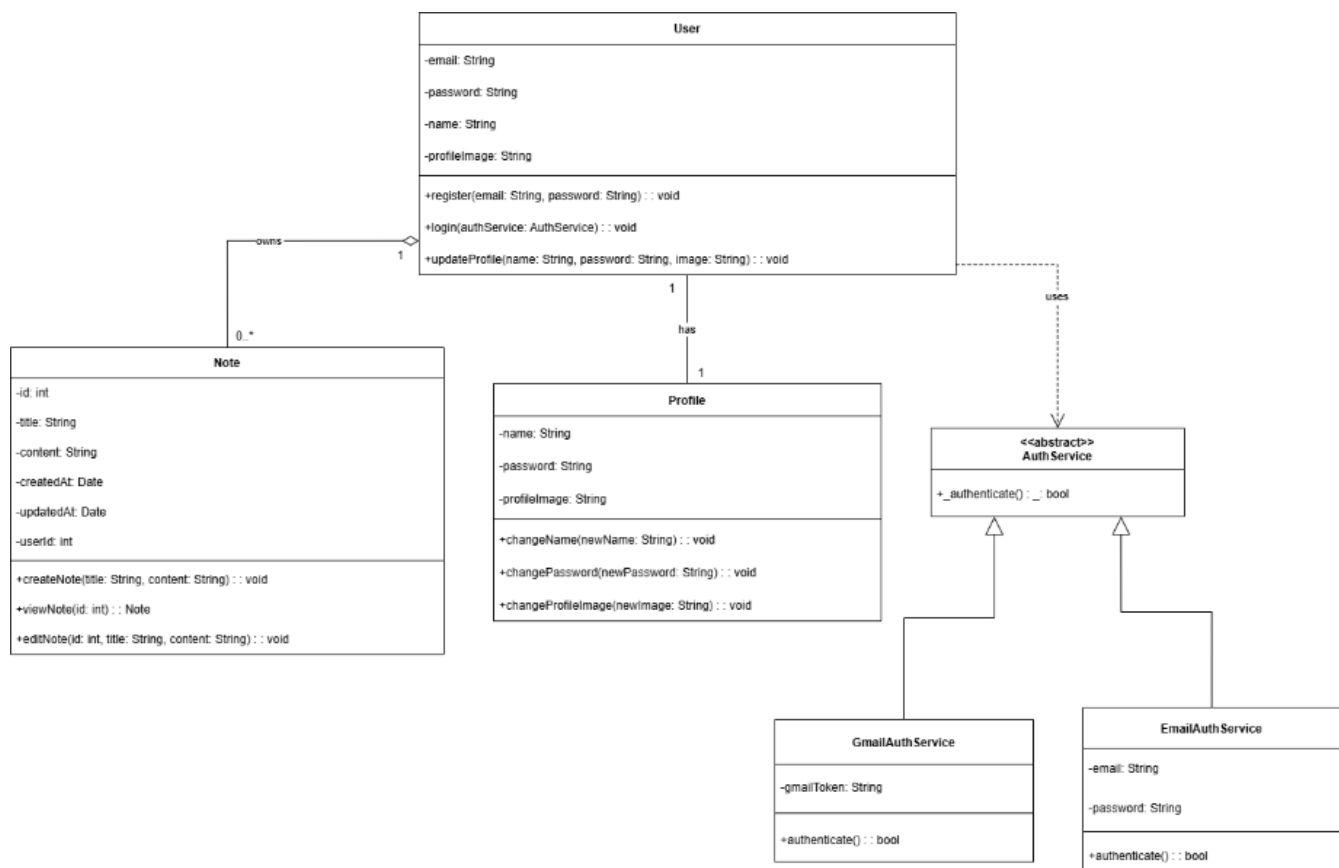 User
-email: String
-password: String
-name: String
-profileImage: String
+register(email: String, password: String) : : void
+login(authService: AuthService) : : void
+updateProfile(name: String, password: String, image: String) : : void
owns
1
0..*
1
has
1
uses
Note
-id: int
-title: String
-content: String
-createdAt: Date
-updatedAt: Date
-userId: int
+createNote(title: String, content: String) : : void
+viewNote(id: int) : : Note
+editNote(id: int, title: String, content: String) : : void
Profile
-name: String
-password: String
-profileImage: String
+changeName(newName: String) : : void
+changePassword(newPassword: String) : : void
+changeProfileImage(newImage: String) : : void
<<abstract>>
AuthService
+_authenticate() : _: bool
GmailAuthService
-gmailToken: String
+authenticate() : : bool
EmailAuthService
-email: String
-password: String
+authenticate() : : bool